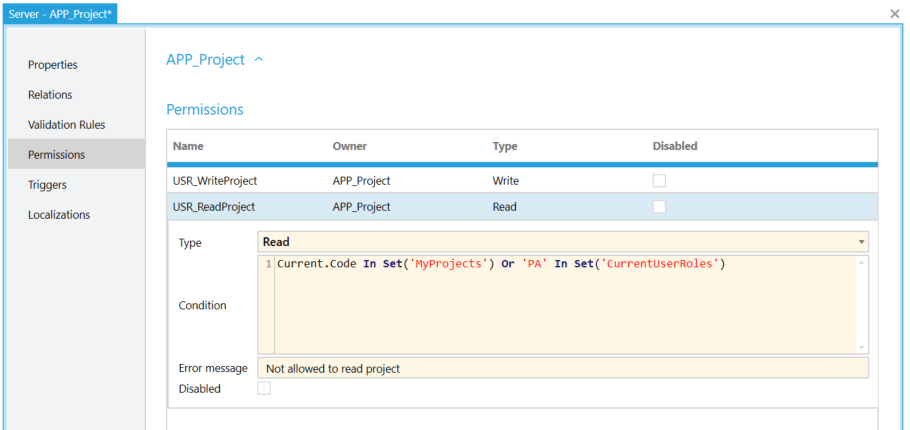 Server - APP_Project*
Properties
Relations
Validation Rules
Permissions
Triggers
Localizations
APP_Project
Permissions
Name Owner Type Disabled
USR_WriteProject APP_Project Write
USR_ReadProject APP_Project Read
Type Read
1 Current.Code In Set('MyProjects') Or 'PA' In Set('CurrentUserRoles')
Condition
Error message Not allowed to read project
Disabled